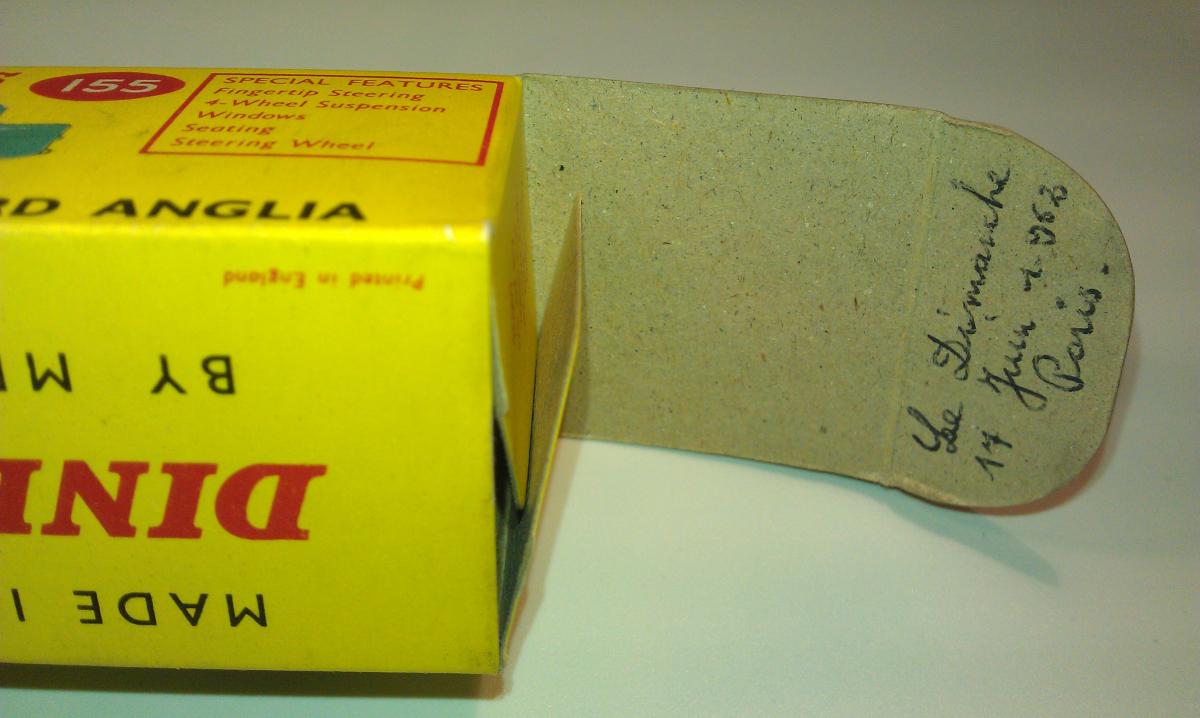 155
SPECIAL FEATURES
Fingertip Steering
4-Wheel Suspension
Windows
Seating
Steering Wheel
RD ANGLIA
MADE I
DIN
BY M
Printed in England
Le Dimanche
17 Juin 1962
Paris.